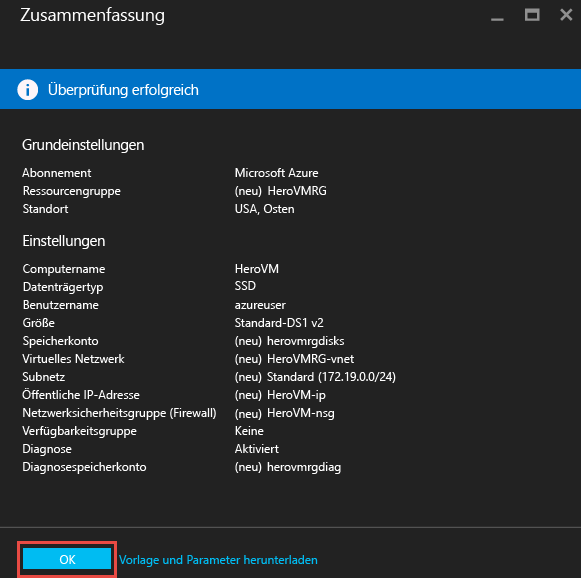 Zusammenfassung
Überprüfung erfolgreich
Grundeinstellungen
Abonnement Microsoft Azure
Ressourcengruppe (neu) HeroVMRG
Standort USA, Osten
Einstellungen
Computername HeroVM
Datenträgertyp SSD
Benutzername azureuser
Größe Standard-DS1 v2
Speicherkonto (neu) herovmrgdisks
Virtuelles Netzwerk (neu) HeroVMRG-vnet
Subnetz (neu) Standard (172.19.0.0/24)
Öffentliche IP-Adresse (neu) HeroVM-ip
Netzwerksicherheitsgruppe (Firewall) (neu) HeroVM-nsg
Verfügbarkeitsgruppe Keine
Diagnose Aktiviert
Diagnosespeicherkonto (neu) herovmrgdiag
OK Vorlage und Parameter herunterladen